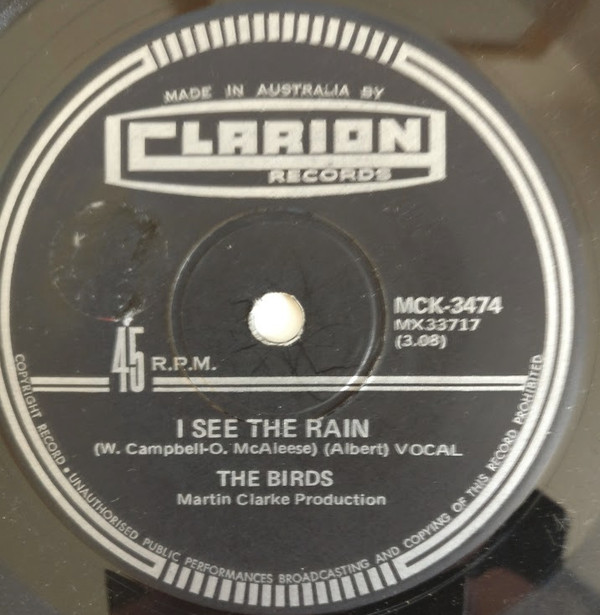 MADE IN AUSTRALIA BY
CLARION
RECORDS
MCK-3474
MX33717
(3.08)
45 R.P.M.
I SEE THE RAIN
(W. Campbell-O. McAleese) (Albert) VOCAL
THE BIRDS
Martin Clarke Production
COPYRIGHT RECORD • UNAUTHORISED PUBLIC PERFORMANCES BROADCASTING AND COPYING OF THIS RECORD PROHIBITED